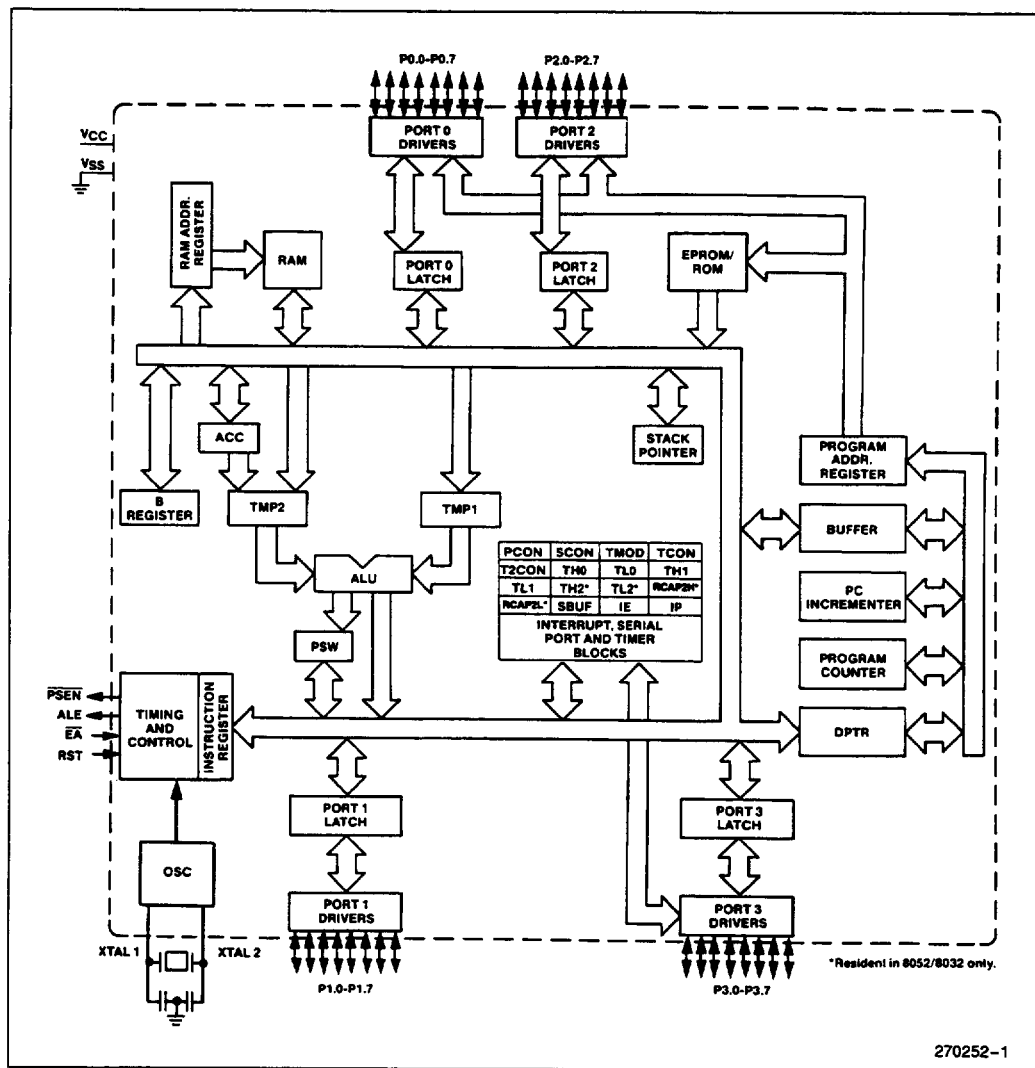 P0.0-P0.7
P2.0-P2.7
VCC
VSS
PORT 0
DRIVERS
PORT 2
DRIVERS
RAM ADDR.
REGISTER
RAM
PORT 0
LATCH
PORT 2
LATCH
EPROM/
ROM
ACC
STACK
POINTER
PROGRAM
ADDR.
REGISTER
B
REGISTER
TMP2
TMP1
BUFFER
ALU
PCON SCON TMOD TCON
T2CON TH0 TL0 TH1
TL1 TH2* TL2* RCAP2H*
RCAP2L* SBUF IE IP
INTERRUPT, SERIAL
PORT AND TIMER
BLOCKS
PC
INCREMENTER
PSW
PROGRAM
COUNTER
PSEN
ALE
EA
RST
TIMING
AND
CONTROL
INSTRUCTION
REGISTER
DPTR
PORT 1
LATCH
PORT 3
LATCH
OSC
PORT 1
DRIVERS
PORT 3
DRIVERS
XTAL 1
XTAL 2
*Resident in 8052/8032 only.
P1.0-P1.7
P3.0-P3.7
270252-1